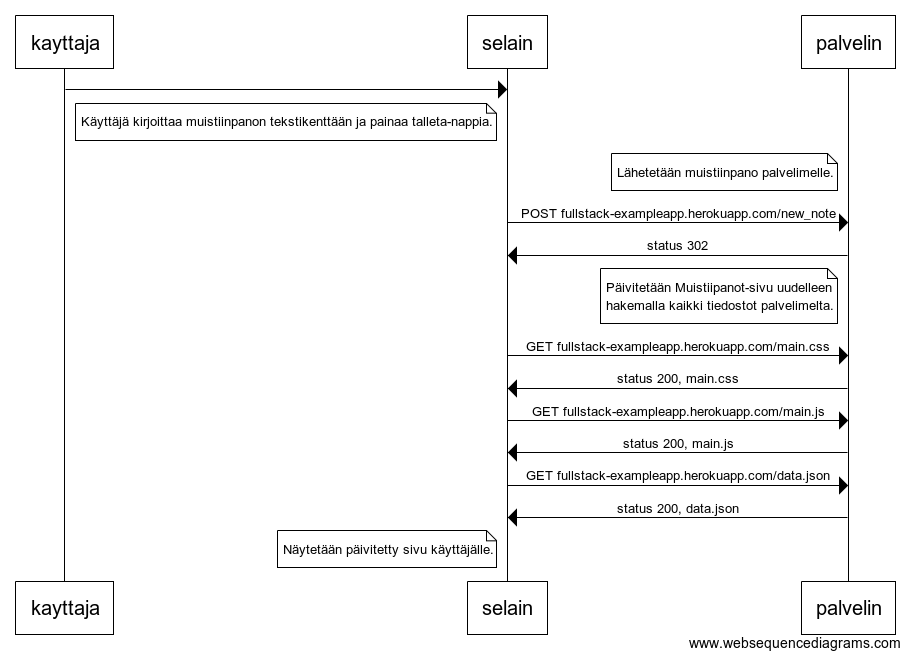 kayttaja
selain
palvelin
Käyttäjä kirjoittaa muistiinpanon tekstikenttään ja painaa talleta-nappia.
Lähetetään muistiinpano palvelimelle.
POST fullstack-exampleapp.herokuapp.com/new_note
status 302
Päivitetään Muistiipanot-sivu uudelleen
hakemalla kaikki tiedostot palvelimelta.
GET fullstack-exampleapp.herokuapp.com/main.css
status 200, main.css
GET fullstack-exampleapp.herokuapp.com/main.js
status 200, main.js
GET fullstack-exampleapp.herokuapp.com/data.json
status 200, data.json
Näytetään päivitetty sivu käyttäjälle.
kayttaja
selain
palvelin
www.websequencediagrams.com